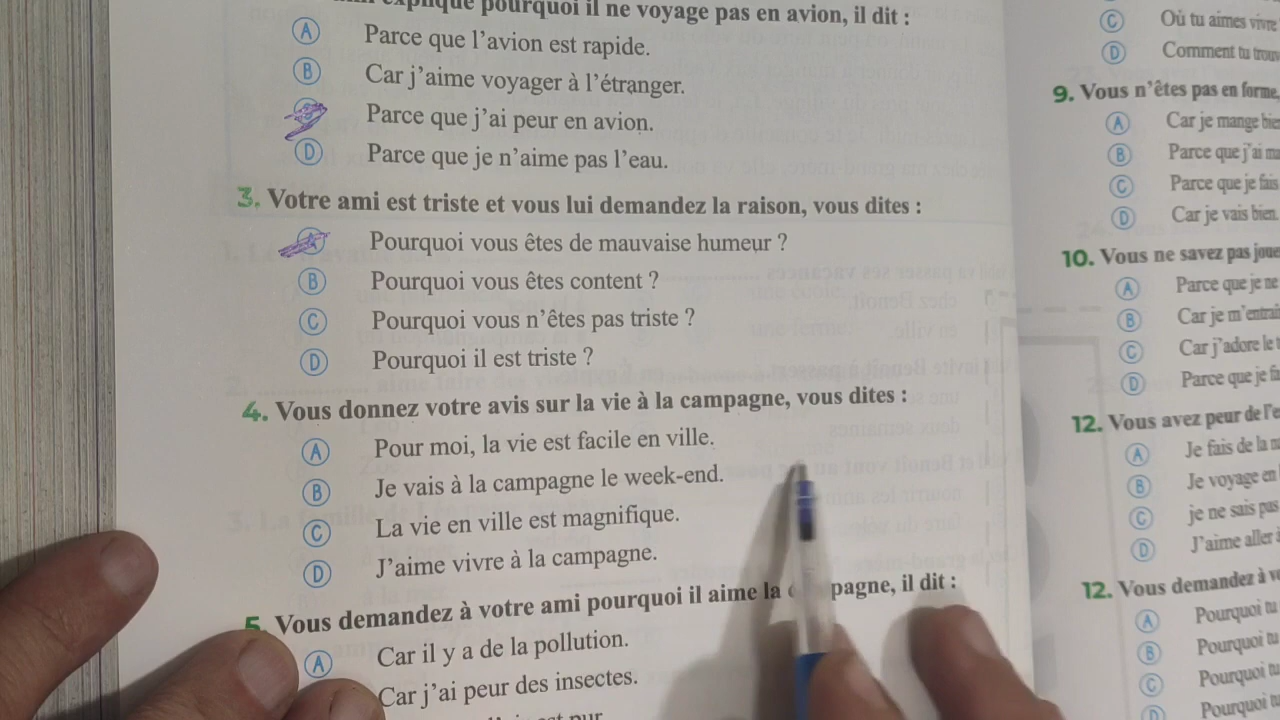 explique pourquoi il ne voyage pas en avion, il dit :
A Parce que l'avion est rapide.
B Car j'aime voyager à l'étranger.
Parce que j'ai peur en avion.
D Parce que je n'aime pas l'eau.
3. Votre ami est triste et vous lui demandez la raison, vous dites :
A Pourquoi vous êtes de mauvaise humeur ?
B Pourquoi vous êtes content ?
C Pourquoi vous n'êtes pas triste ?
D Pourquoi il est triste ?
4. Vous donnez votre avis sur la vie à la campagne, vous dites :
A Pour moi, la vie est facile en ville.
B Je vais à la campagne le week-end.
C La vie en ville est magnifique.
D J'aime vivre à la campagne.
5. Vous demandez à votre ami pourquoi il aime la pagne, il dit :
A Car il y a de la pollution.
Car j'ai peur des insectes.
C Où tu aimes vivre
D Comment tu
9. Vous n'êtes pas en forme,
A Car je mange
B Parce que j'ai
C Parce que je fais
D Car je vais bien.
10. Vous ne savez pas
A Parce que je ne
B Car je
C Car j'adore le
D Parce que je
12. Vous avez peur de
A Je fais de la
B Je voyage en
C je ne sais pas
D J'aime aller
12. Vous demandez à
A Pourquoi tu
B Pourquoi tu
C Pourquoi tu
D Pourquoi tu